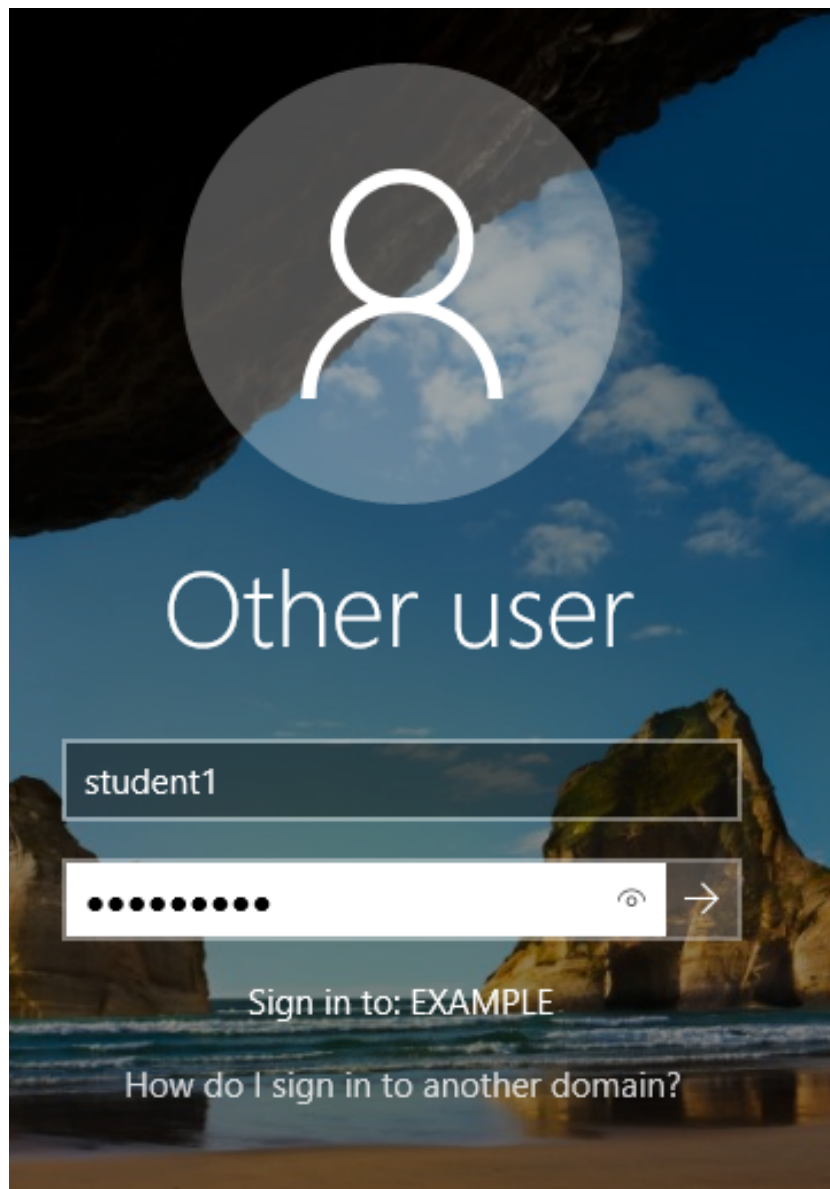 Other user
student1
●●●●●●●●●
Sign in to: EXAMPLE
How do I sign in to another domain?